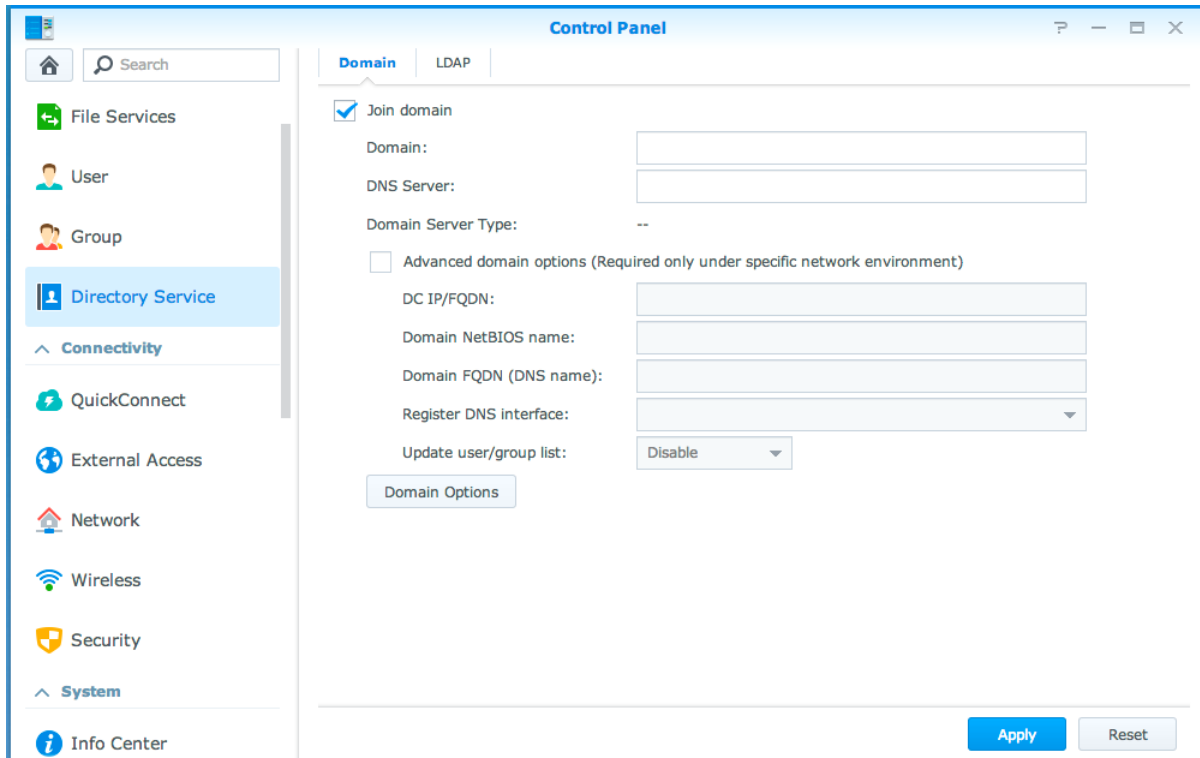 Control Panel
Search
File Services
User
Group
Directory Service
Connectivity
QuickConnect
External Access
Network
Wireless
Security
System
Info Center
Domain
LDAP
Join domain
Domain:
DNS Server:
Domain Server Type: --
Advanced domain options (Required only under specific network environment)
DC IP/FQDN:
Domain NetBIOS name:
Domain FQDN (DNS name):
Register DNS interface:
Update user/group list: Disable
Domain Options
Apply
Reset